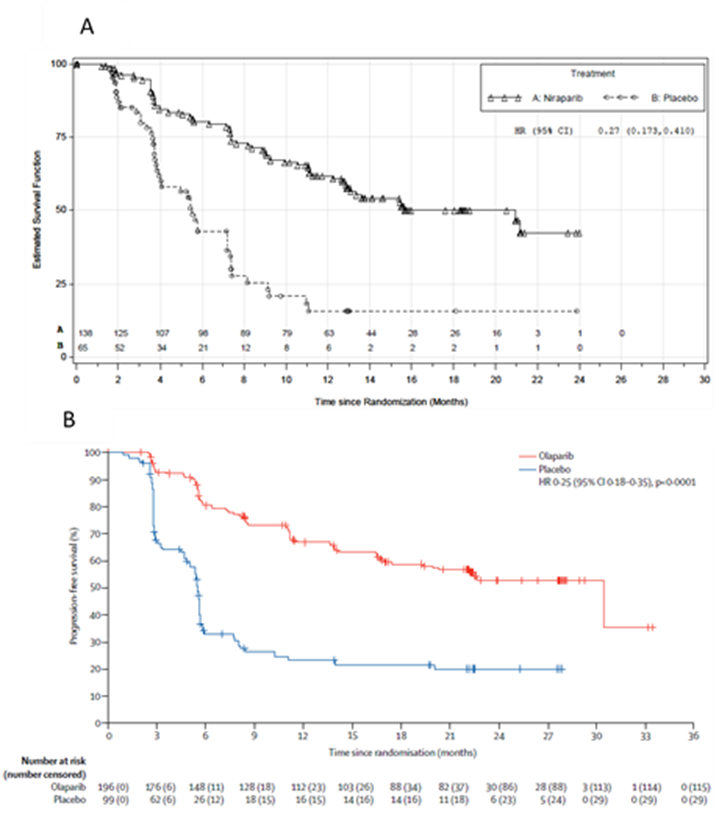 A
100
75
50
25
0
Estimated Survival Function
Treatment
A: Niraparib B: Placebo
HR (95% CI) 0.27 (0.173,0.410)
A 138 125 107 98 89 79 63 44 28 26 16 3 1 0
B 65 52 34 21 12 8 6 2 2 2 1 1 0
0 2 4 6 8 10 12 14 16 18 20 22 24 26 28 30
Time since Randomization (Months)
B
100
90
80
70
60
50
40
30
20
10
0
Progression-free survival (%)
Olaparib
Placebo
HR 0·25 (95% CI 0·18–0·35), p<0·0001
0 3 6 9 12 15 18 21 24 27 30 33 36
Time since randomisation (months)
Number at risk
(number censored)
Olaparib 196 (0) 176 (6) 148 (11) 128 (18) 112 (23) 103 (26) 88 (34) 82 (37) 30 (86) 28 (88) 3 (113) 1 (114) 0 (115)
Placebo 99 (0) 62 (6) 26 (12) 18 (15) 16 (15) 14 (16) 14 (16) 11 (18) 6 (23) 5 (24) 0 (29) 0 (29) 0 (29)